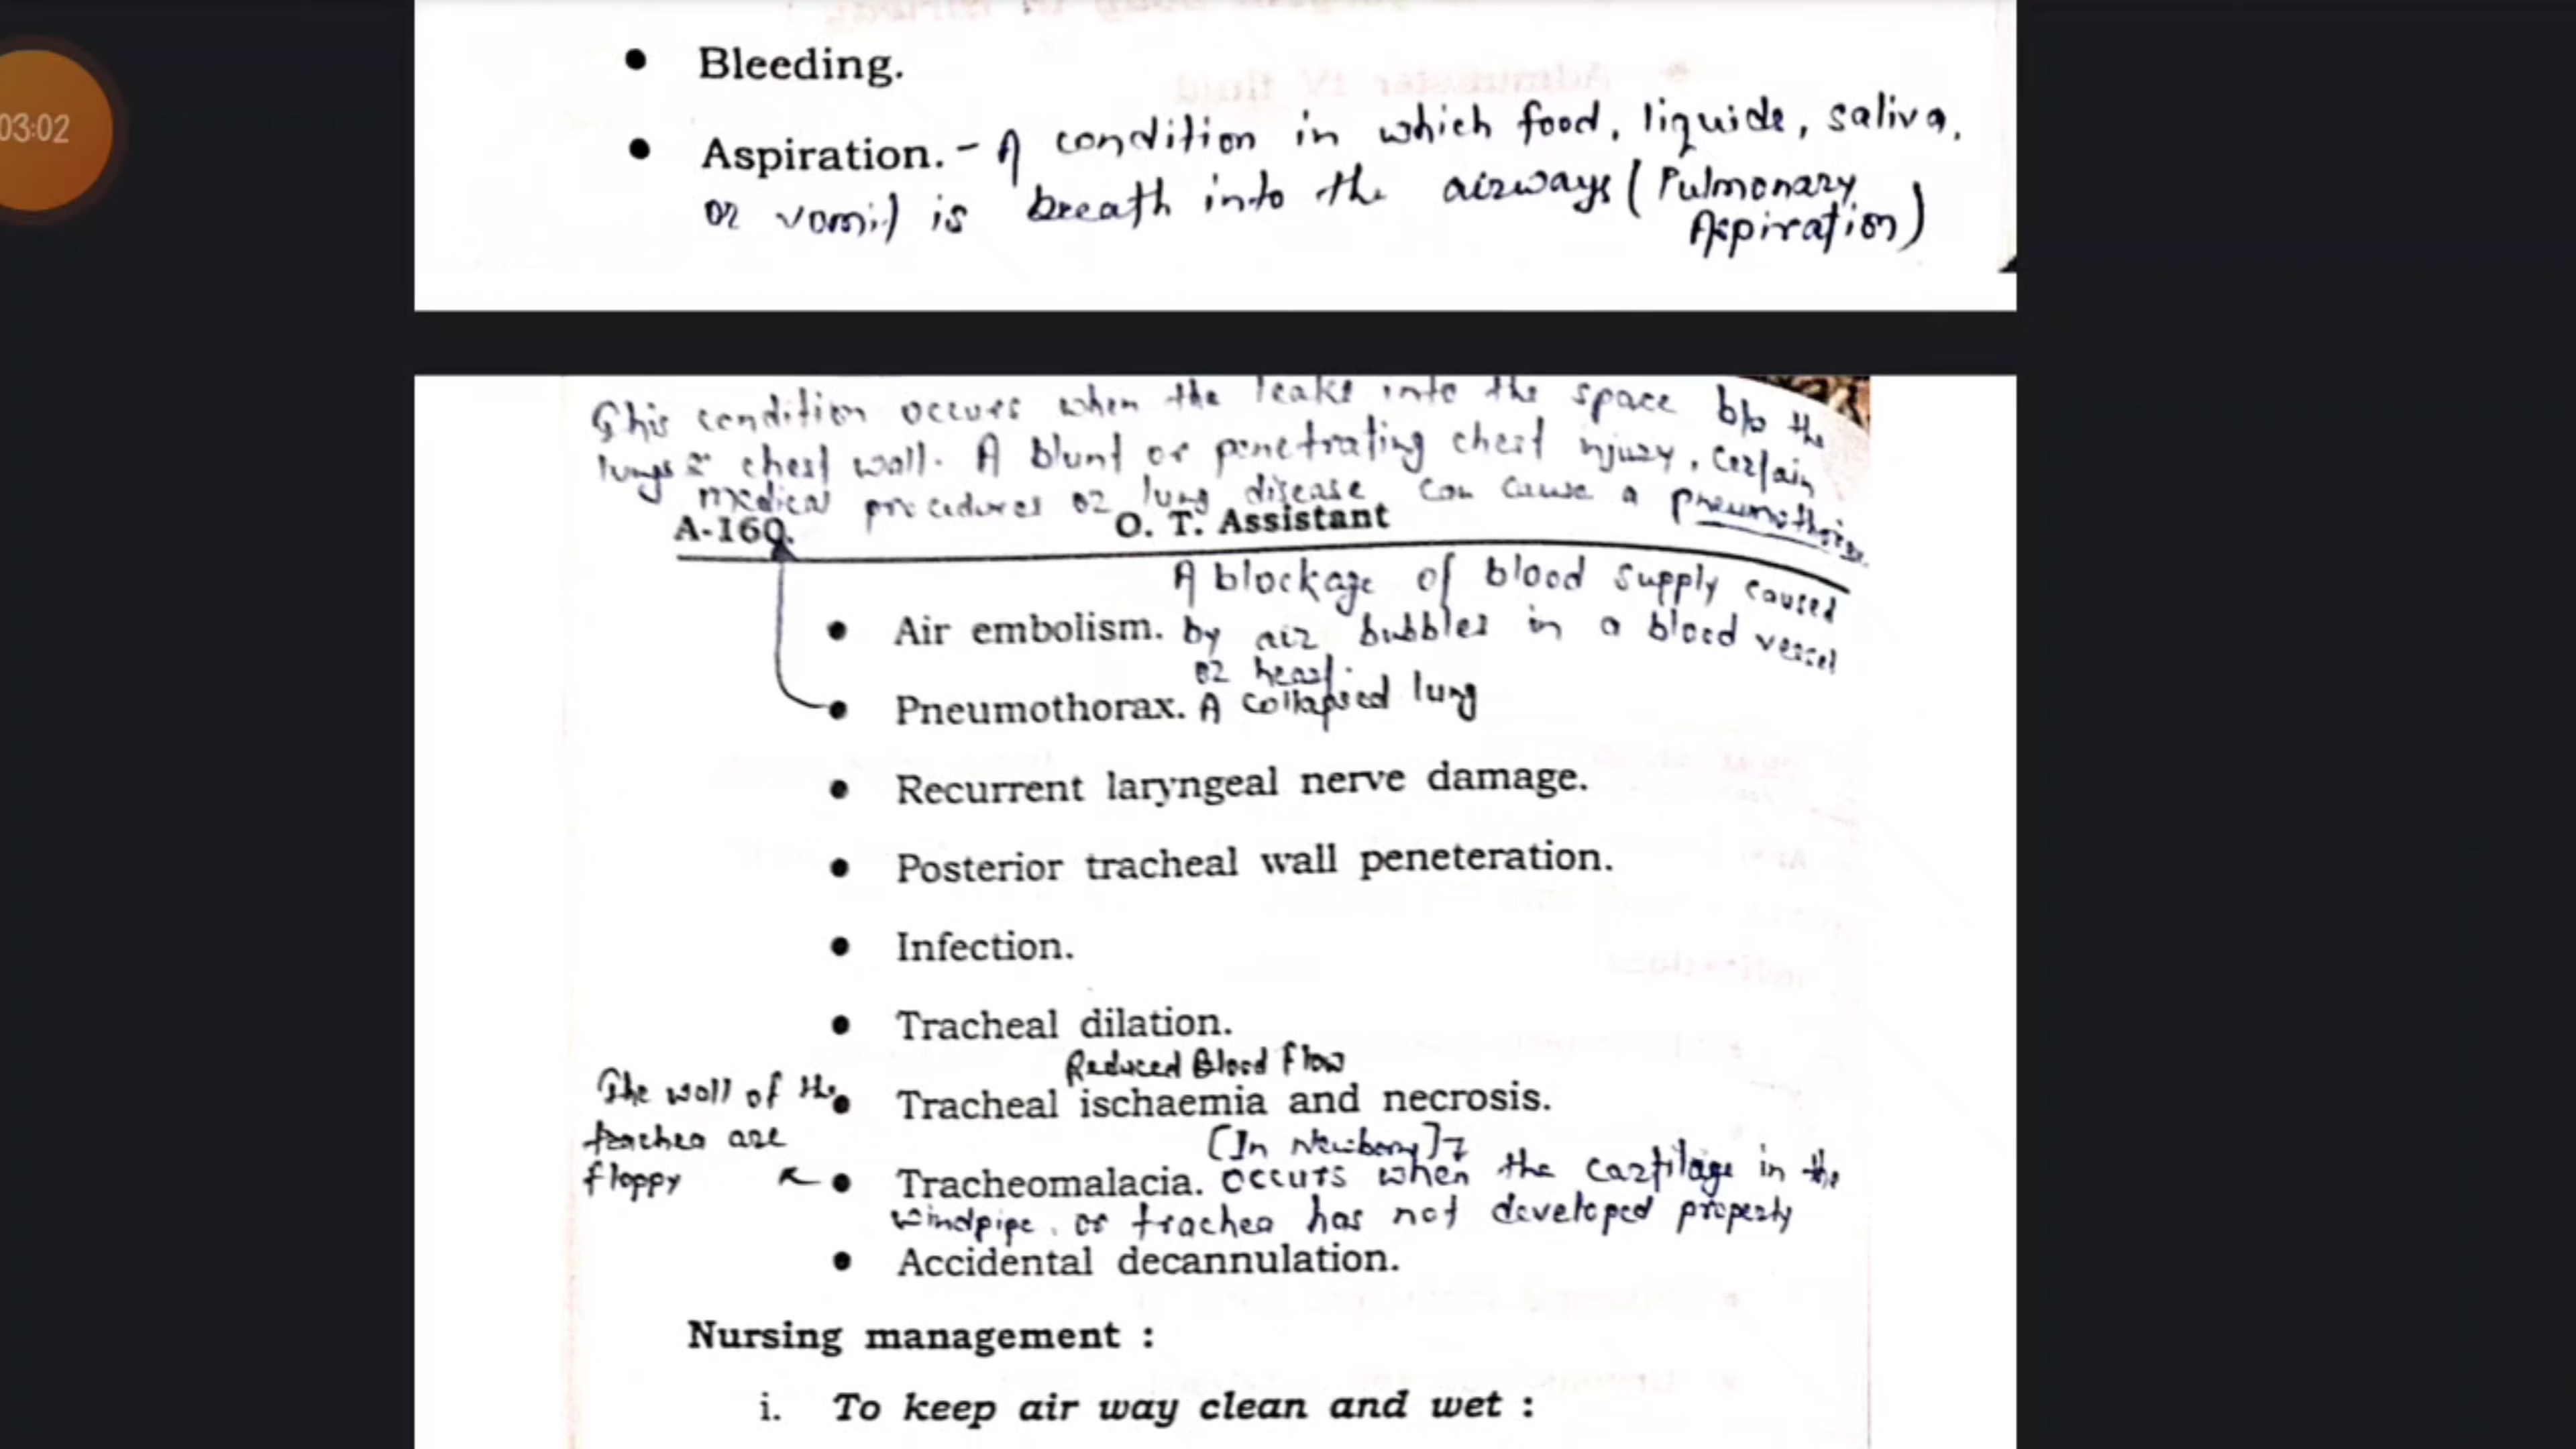 03:02
• Bleeding.
• Aspiration. - A condition in which food, liquide, saliva,
or vomit) is breath into the airways (Pulmonary
Aspiration)
This condition occurs when the leaks into the space b/o the
lungs & chest wall. A blunt or penetrating chest njury, certain
medical procedures or lung disease can cause a pneumothorax.
A-160. O. T. Assistant
A blockage of blood supply caused
• Air embolism. by air bubbles in a blood vessel
or heart.
• Pneumothorax. A collapsed lung
• Recurrent laryngeal nerve damage.
• Posterior tracheal wall peneteration.
• Infection.
• Tracheal dilation.
Reduced Blood Flow
The wall of the • Tracheal ischaemia and necrosis.
trachea are
[In Newborn]
floppy • Tracheomalacia. occurs when the cartilage in the
windpipe. or trachea has not developed properly
• Accidental decannulation.
Nursing management :
i. To keep air way clean and wet :